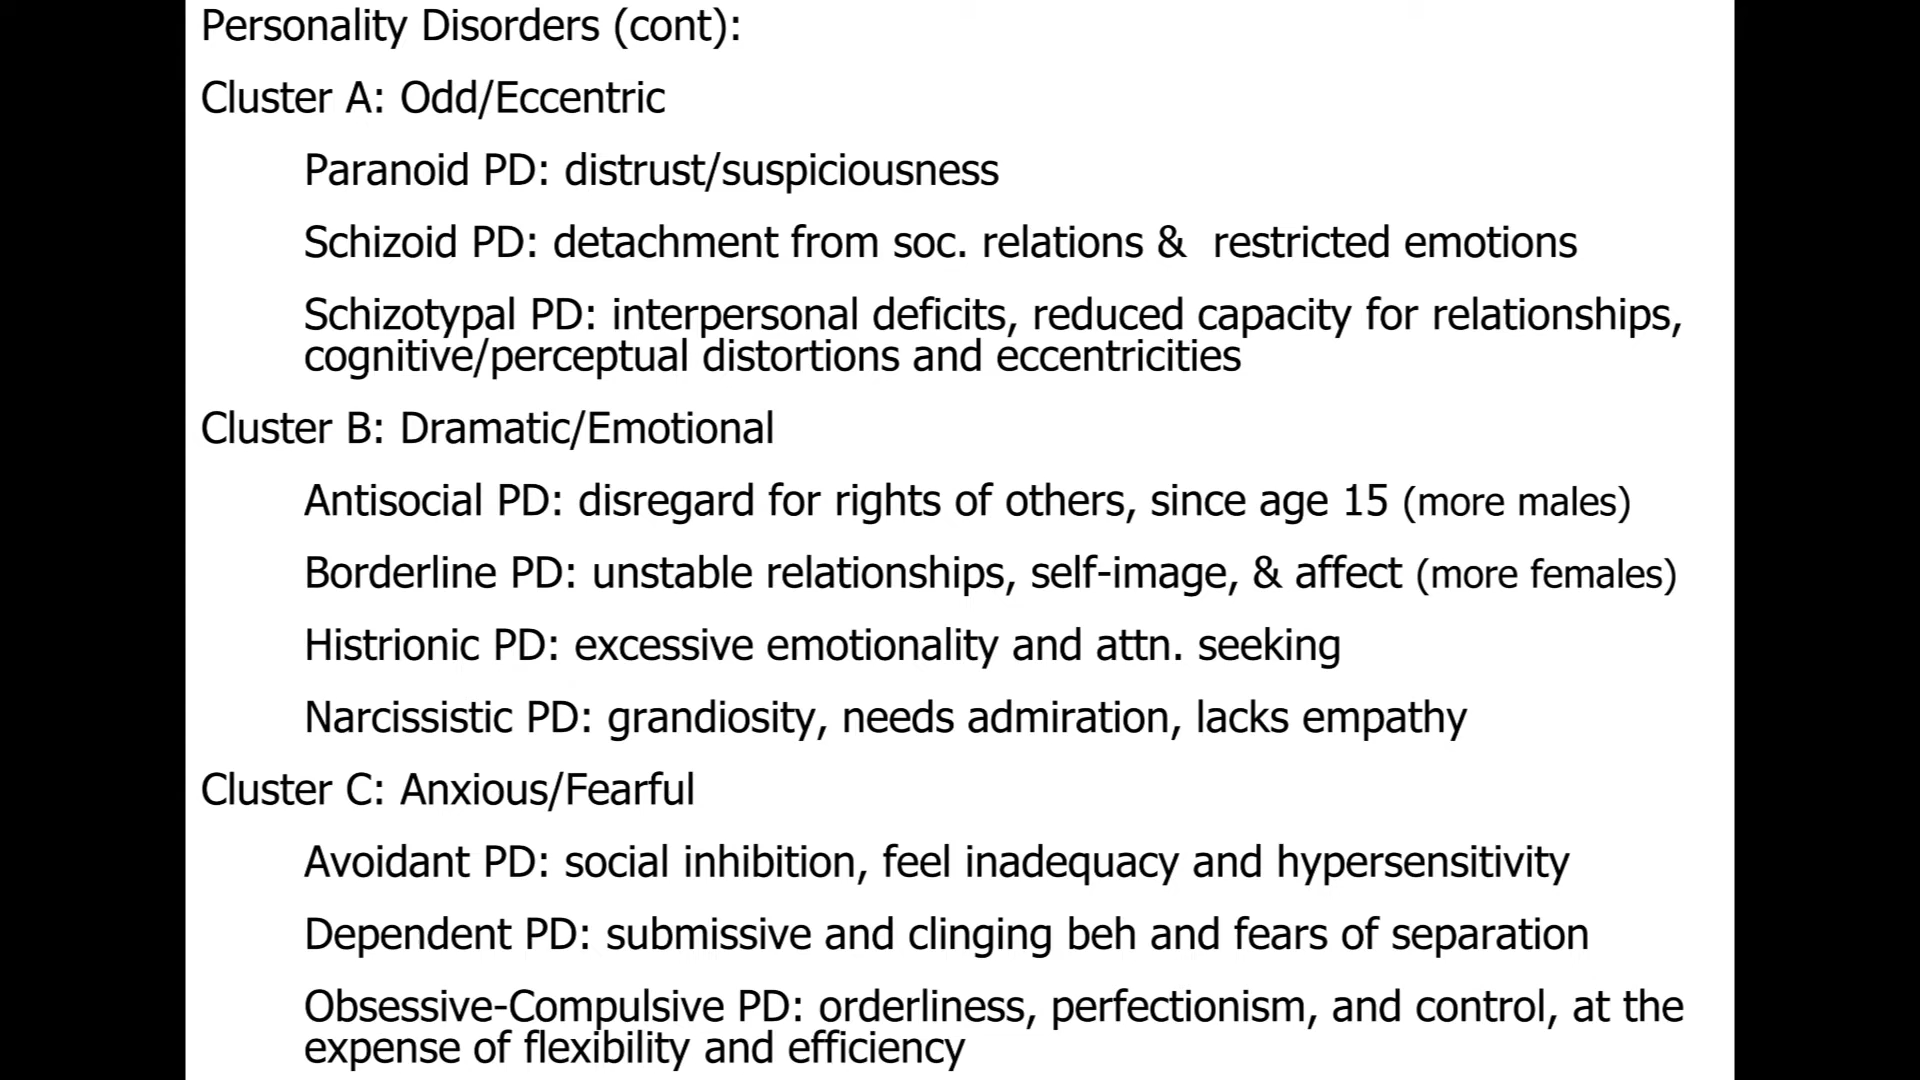 Personality Disorders (cont):
Cluster A: Odd/Eccentric
Paranoid PD: distrust/suspiciousness
Schizoid PD: detachment from soc. relations &  restricted emotions
Schizotypal PD: interpersonal deficits, reduced capacity for relationships,
cognitive/perceptual distortions and eccentricities
Cluster B: Dramatic/Emotional
Antisocial PD: disregard for rights of others, since age 15 (more males)
Borderline PD: unstable relationships, self-image, & affect (more females)
Histrionic PD: excessive emotionality and attn. seeking
Narcissistic PD: grandiosity, needs admiration, lacks empathy
Cluster C: Anxious/Fearful
Avoidant PD: social inhibition, feel inadequacy and hypersensitivity
Dependent PD: submissive and clinging beh and fears of separation
Obsessive-Compulsive PD: orderliness, perfectionism, and control, at the
expense of flexibility and efficiency